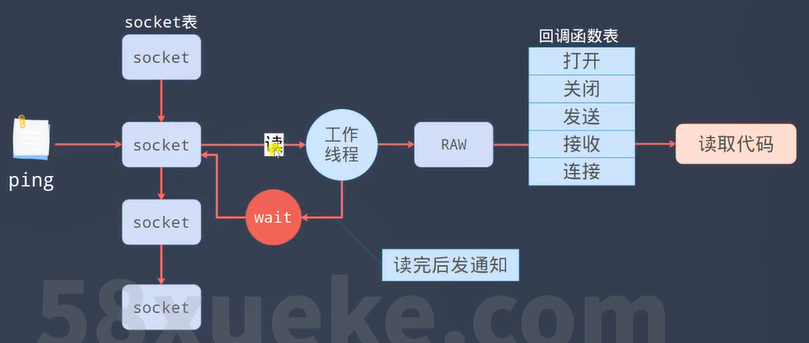 socket表
socket
ping
socket
读
工作
线程
wait
socket
socket
RAW
回调函数表
打开
关闭
发送
接收
连接
读取代码
读完后发通知
58xueke.com